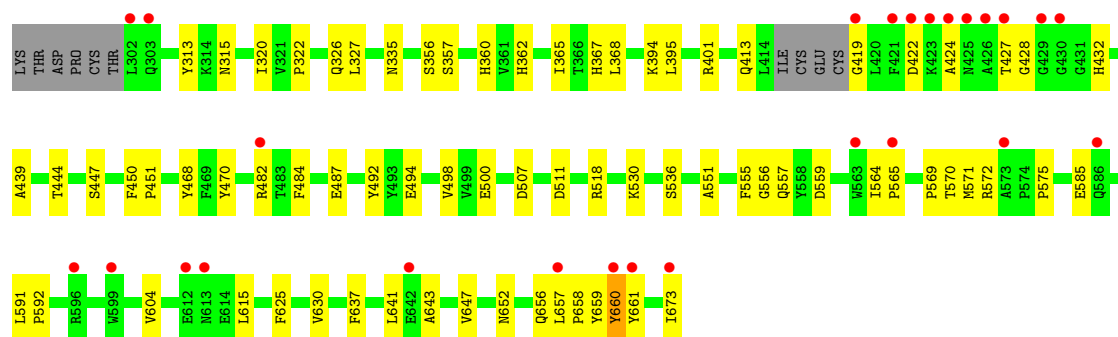 LYS THR ASP PRO CYS THR L302 Q303 Y313 K314 N315 I320 V321 P322 Q326 L327 N335 S356 S357 H360 V361 H362 I365 T366 H367 L368 K394 L395 R401 Q413 L414 ILE CYS GLU CYS G419 L420 F421 D422 K423 A424 N425 A426 T427 G428 G429 G430 G431 H432
A439 T444 S447 F450 P451 Y468 F469 Y470 R482 T483 F484 E487 Y492 Y493 E494 V498 V499 E500 D507 D511 R518 K530 S536 A551 F555 G556 Q557 Y558 D559 W563 I564 P565 P569 T570 M571 R572 A573 P574 P575 E585 Q586
L591 P592 R596 W599 V604 E612 N613 E614 L615 F625 V630 F637 L641 E642 A643 V647 N652 Q656 L657 P658 Y659 Y660 Y661 I673